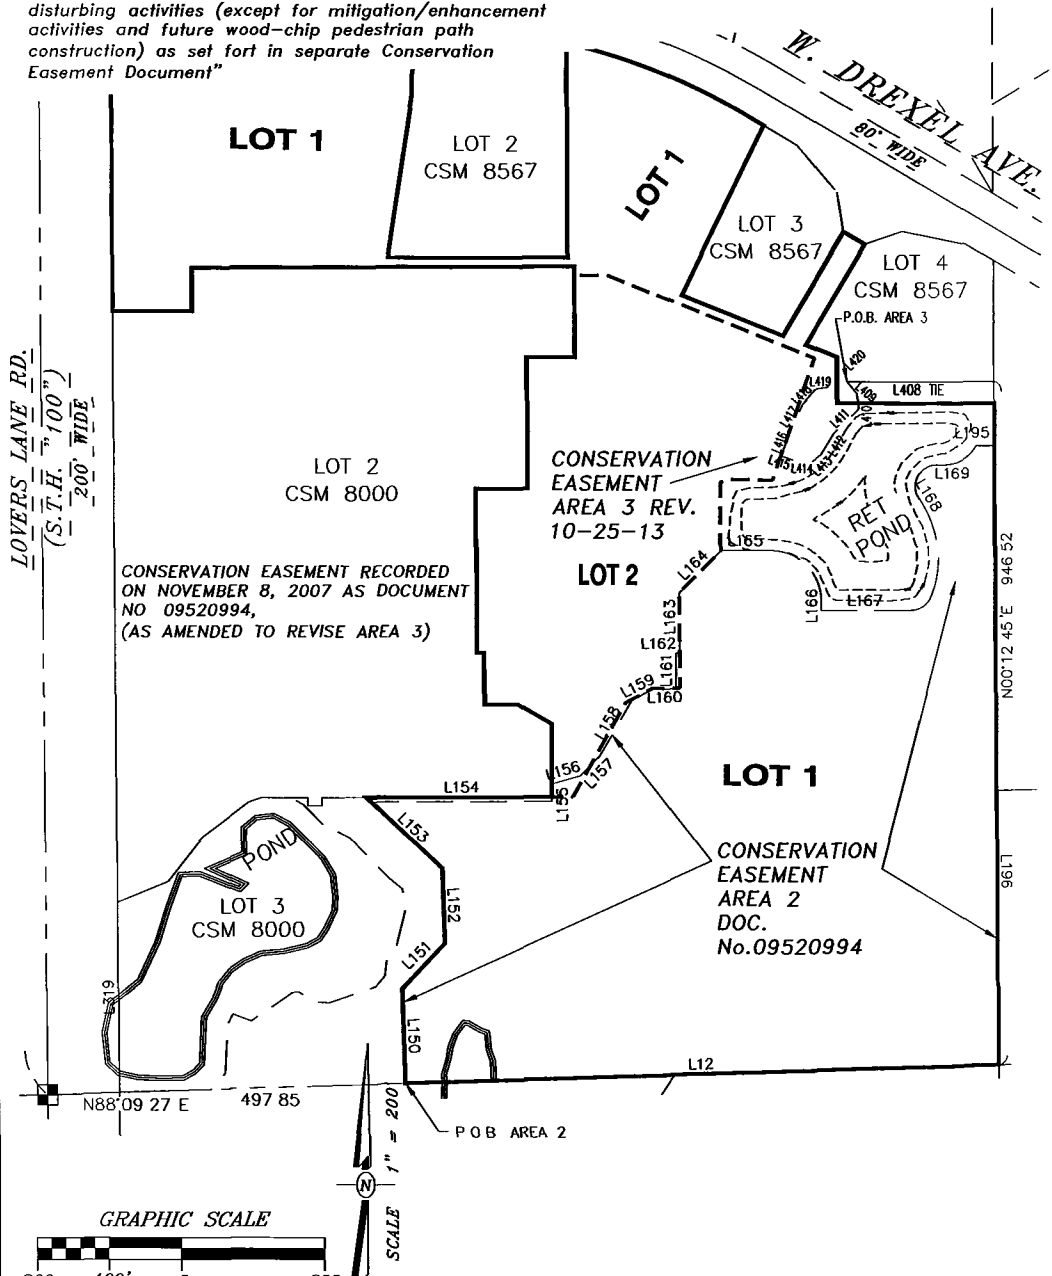 disturbing activities (except for mitigation/enhancement
activities and future wood-chip pedestrian path
construction) as set fort in separate Conservation
Easement Document"
W. DREXEL AVE.
80' WIDE
LOT 1
LOT 2
CSM 8567
LOT 1
LOT 3
CSM 8567
LOT 4
CSM 8567
P.O.B. AREA 3
LOVERS LANE RD.
(S.T.H. "100")
200' WIDE
L420
L419
L418
L417
L416
L415
L414
L413
L412
L411
L409
L408 TIE
L195
L169
L168
LOT 2
CSM 8000
CONSERVATION
EASEMENT
AREA 3 REV.
10-25-13
RET
POND
L165
L164
L166
L167
LOT 2
N00°12 45'E 946 52
CONSERVATION EASEMENT RECORDED
ON NOVEMBER 8, 2007 AS DOCUMENT
NO 09520994,
(AS AMENDED TO REVISE AREA 3)
L163
L162
L161
L160
L159
L158
L157
L156
L155
L154
L153
L152
L151
L150
LOT 1
CONSERVATION
EASEMENT
AREA 2
DOC.
No.09520994
L196
POND
LOT 3
CSM 8000
L319
L12
N88°09 27 E
497 85
P O B AREA 2
SCALE 1" = 200'
N
GRAPHIC SCALE